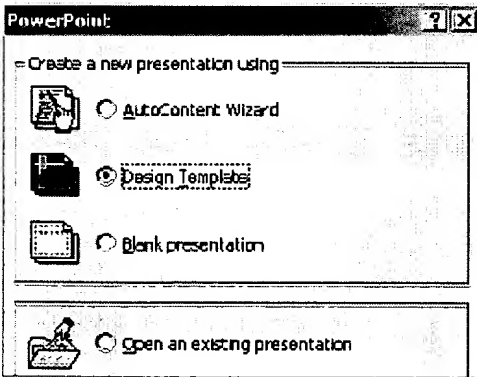 PowerPoint
Create a new presentation using
AutoContent Wizard
Design Template
Blank presentation
Open an existing presentation